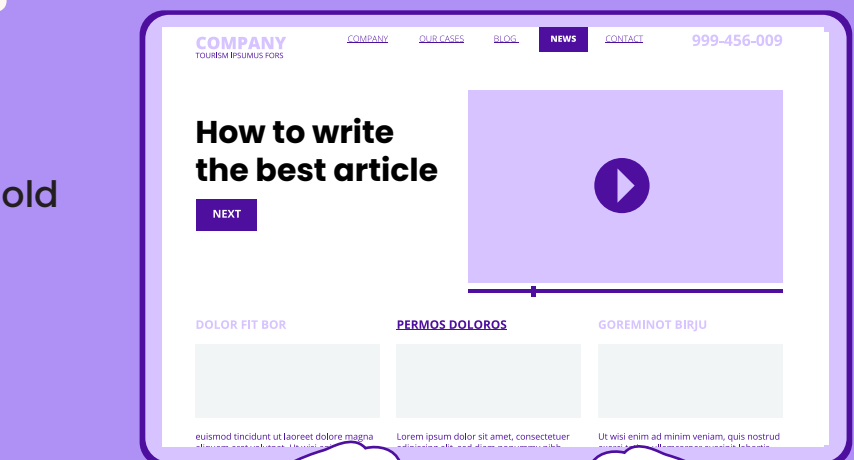 COMPANY
TOURISM IPSUMUS FORS
COMPANY OUR CASES BLOG NEWS CONTACT
999-456-009
old
How to write
the best article
NEXT
DOLOR FIT BOR
PERMOS DOLOROS
GOREMINOT BIRJU
euismod tincidunt ut laoreet dolore magna
Lorem ipsum dolor sit amet, consectetuer
Ut wisi enim ad minim veniam, quis nostrud